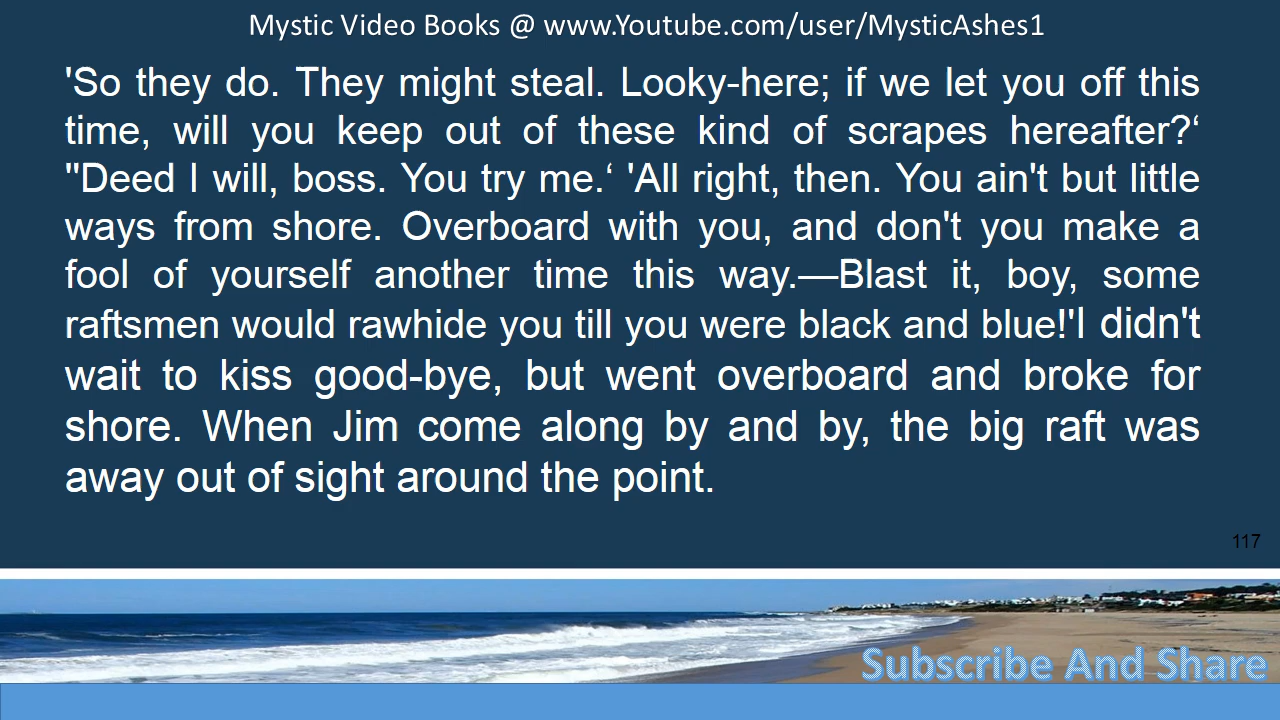 Mystic Video Books @ www.Youtube.com/user/MysticAshes1
'So they do. They might steal. Looky-here; if we let you off this
time, will you keep out of these kind of scrapes hereafter?‘
"Deed I will, boss. You try me.‘ 'All right, then. You ain't but little
ways from shore. Overboard with you, and don't you make a
fool of yourself another time this way.—Blast it, boy, some
raftsmen would rawhide you till you were black and blue!'I didn't
wait to kiss good-bye, but went overboard and broke for
shore. When Jim come along by and by, the big raft was
away out of sight around the point.
117
Subscribe And Share